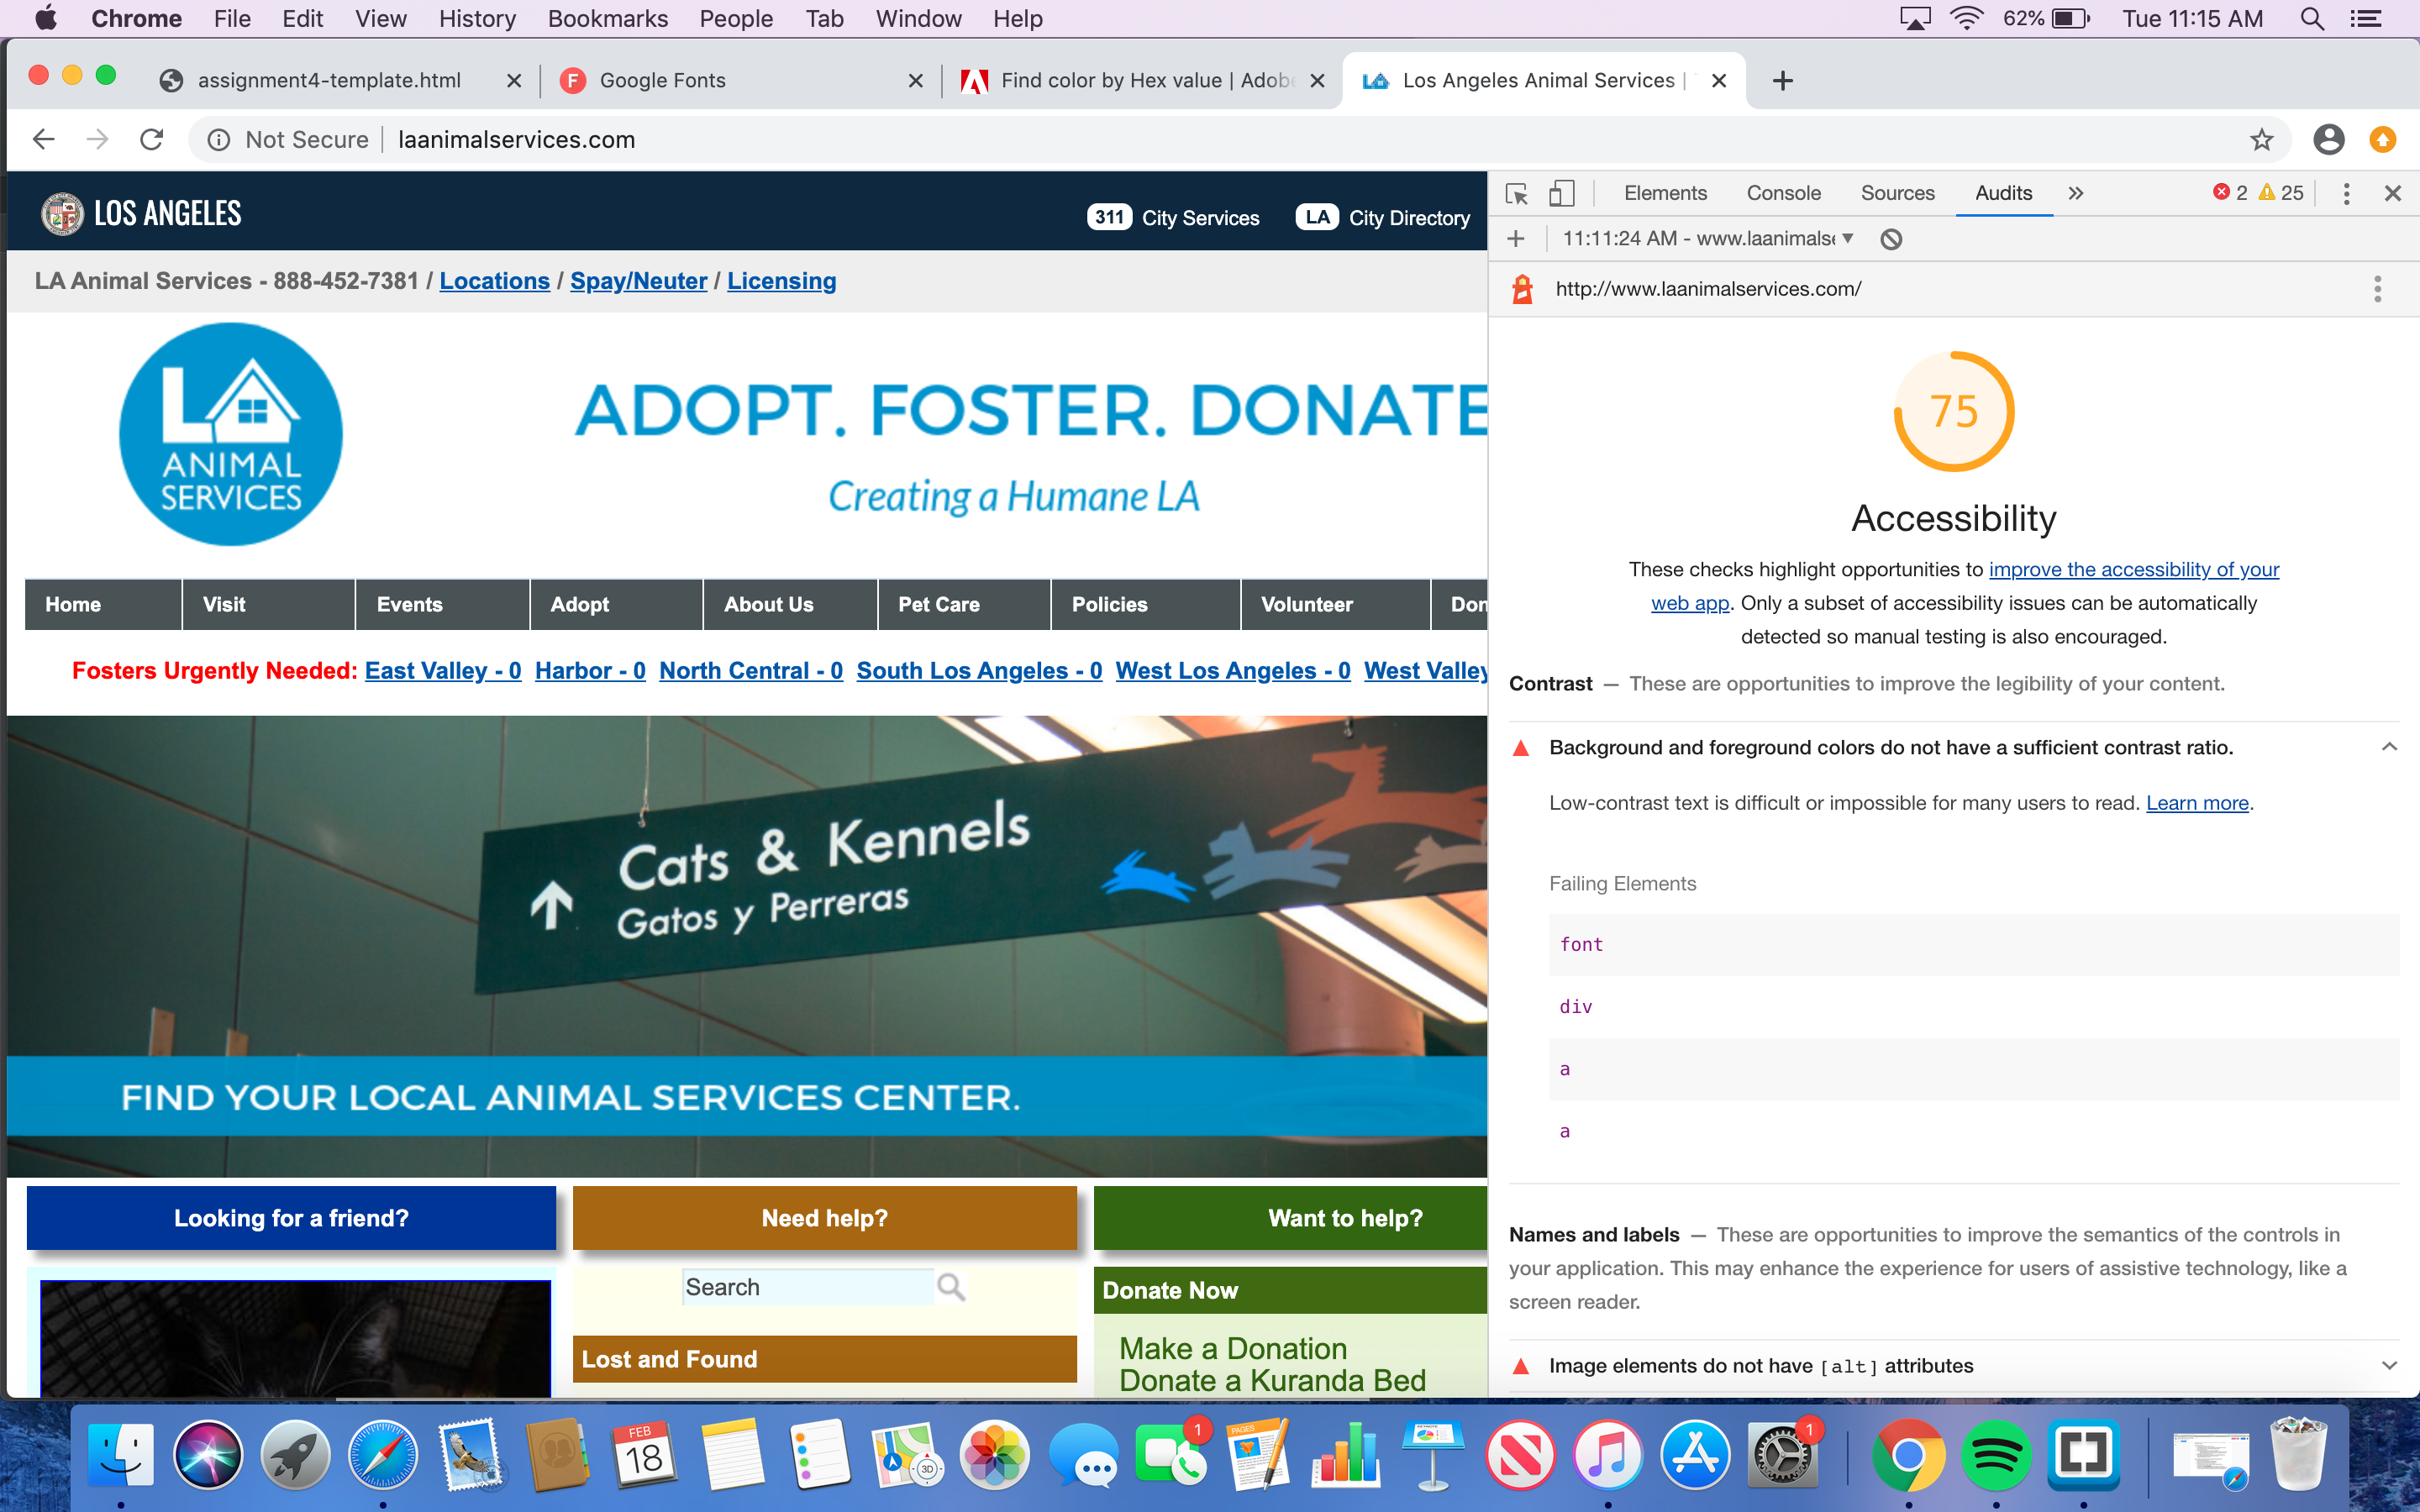 Chrome File Edit View History Bookmarks People Tab Window Help 62% Tue 11:15 AM
assignment4-template.html Google Fonts Find color by Hex value | Adob Los Angeles Animal Services |
Not Secure laanimalservices.com
LOS ANGELES
311 City Services LA City Directory
LA Animal Services - 888-452-7381 / Locations / Spay/Neuter / Licensing
LA
ANIMAL
SERVICES
ADOPT. FOSTER. DONATE
Creating a Humane LA
Home Visit Events Adopt About Us Pet Care Policies Volunteer Don
Fosters Urgently Needed: East Valley - 0 Harbor - 0 North Central - 0 South Los Angeles - 0 West Los Angeles - 0 West Valley
Cats & Kennels
Gatos y Perreras
FIND YOUR LOCAL ANIMAL SERVICES CENTER.
Looking for a friend? Need help? Want to help?
Search
Donate Now
Make a Donation
Lost and Found
Donate a Kuranda Bed
Elements Console Sources Audits 2 25
11:11:24 AM - www.laanimals
http://www.laanimalservices.com/
75
Accessibility
These checks highlight opportunities to improve the accessibility of your
web app. Only a subset of accessibility issues can be automatically
detected so manual testing is also encouraged.
Contrast — These are opportunities to improve the legibility of your content.
Background and foreground colors do not have a sufficient contrast ratio.
Low-contrast text is difficult or impossible for many users to read. Learn more.
Failing Elements
font
div
a
a
Names and labels — These are opportunities to improve the semantics of the controls in
your application. This may enhance the experience for users of assistive technology, like a
screen reader.
Image elements do not have [alt] attributes
FEB
18
3D
1
PAGES
1